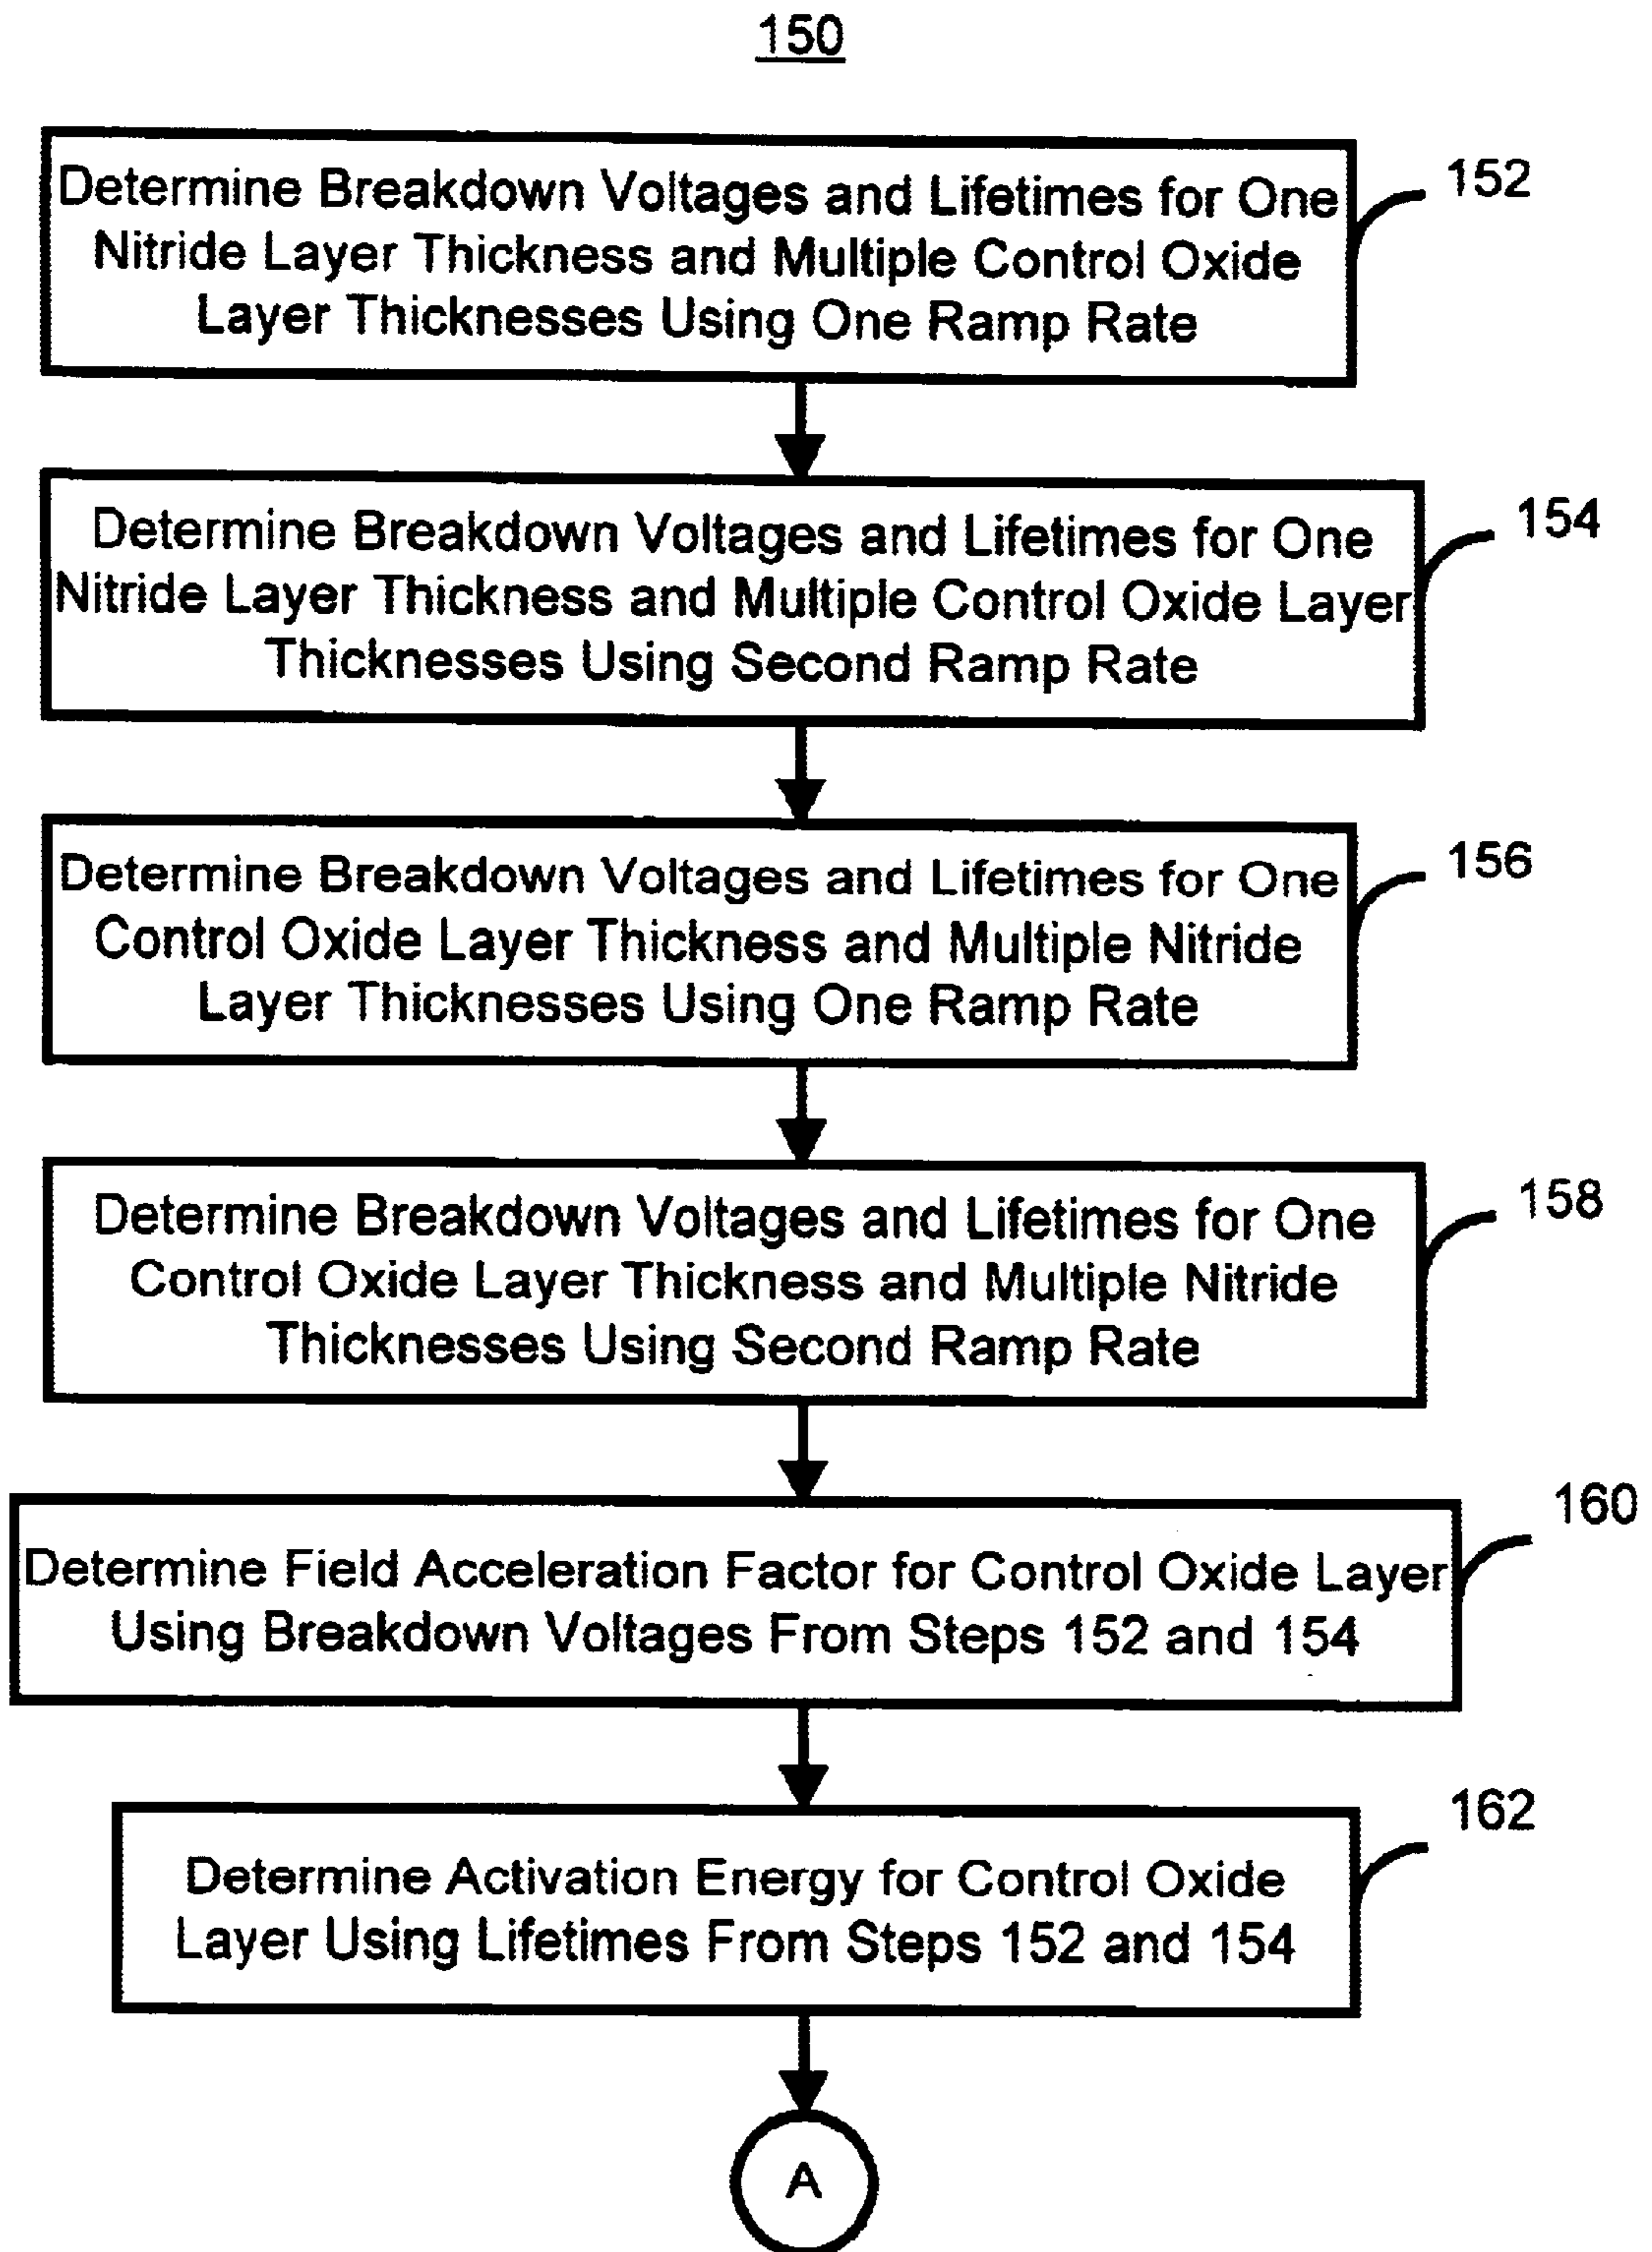 150
Determine Breakdown Voltages and Lifetimes for One
Nitride Layer Thickness and Multiple Control Oxide
Layer Thicknesses Using One Ramp Rate
152
Determine Breakdown Voltages and Lifetimes for One
Nitride Layer Thickness and Multiple Control Oxide Layer
Thicknesses Using Second Ramp Rate
154
Determine Breakdown Voltages and Lifetimes for One
Control Oxide Layer Thickness and Multiple Nitride
Layer Thicknesses Using One Ramp Rate
156
Determine Breakdown Voltages and Lifetimes for One
Control Oxide Layer Thickness and Multiple Nitride
Thicknesses Using Second Ramp Rate
158
Determine Field Acceleration Factor for Control Oxide Layer
Using Breakdown Voltages From Steps 152 and 154
160
Determine Activation Energy for Control Oxide
Layer Using Lifetimes From Steps 152 and 154
162
A